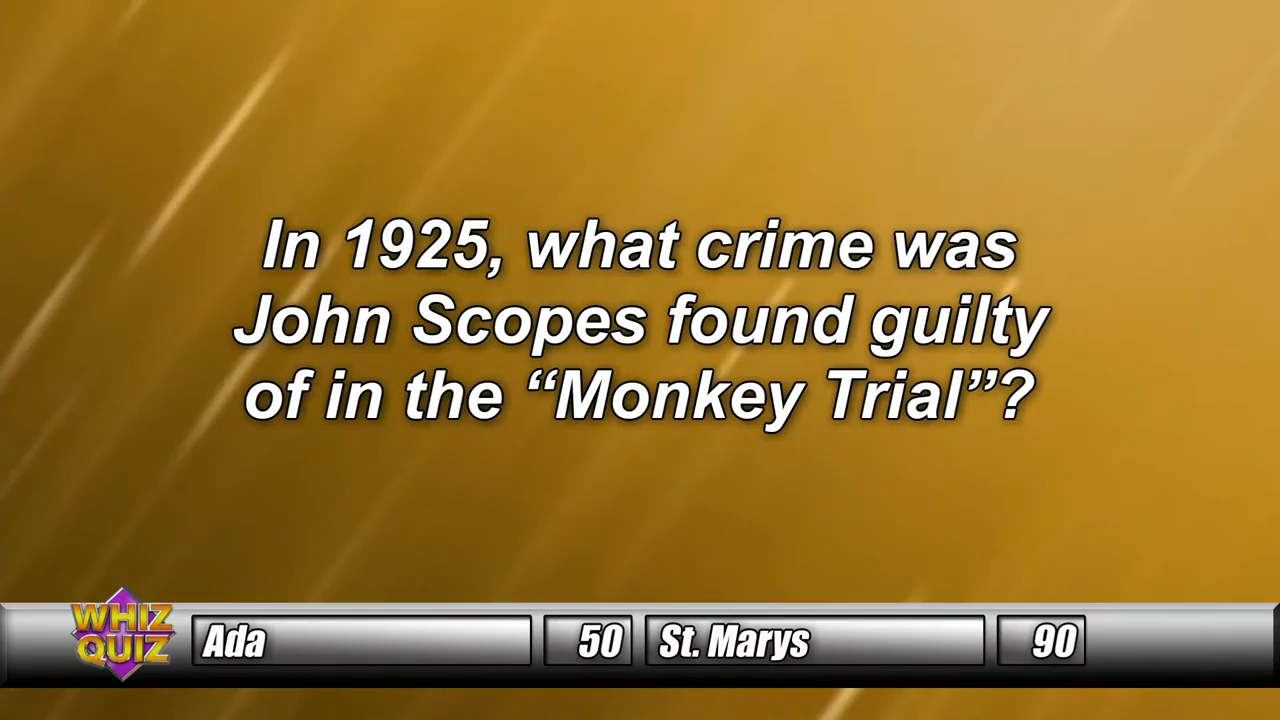 In 1925, what crime was
John Scopes found guilty
of in the “Monkey Trial”?
WHIZ
QUIZ
Ada
50
St. Marys
90